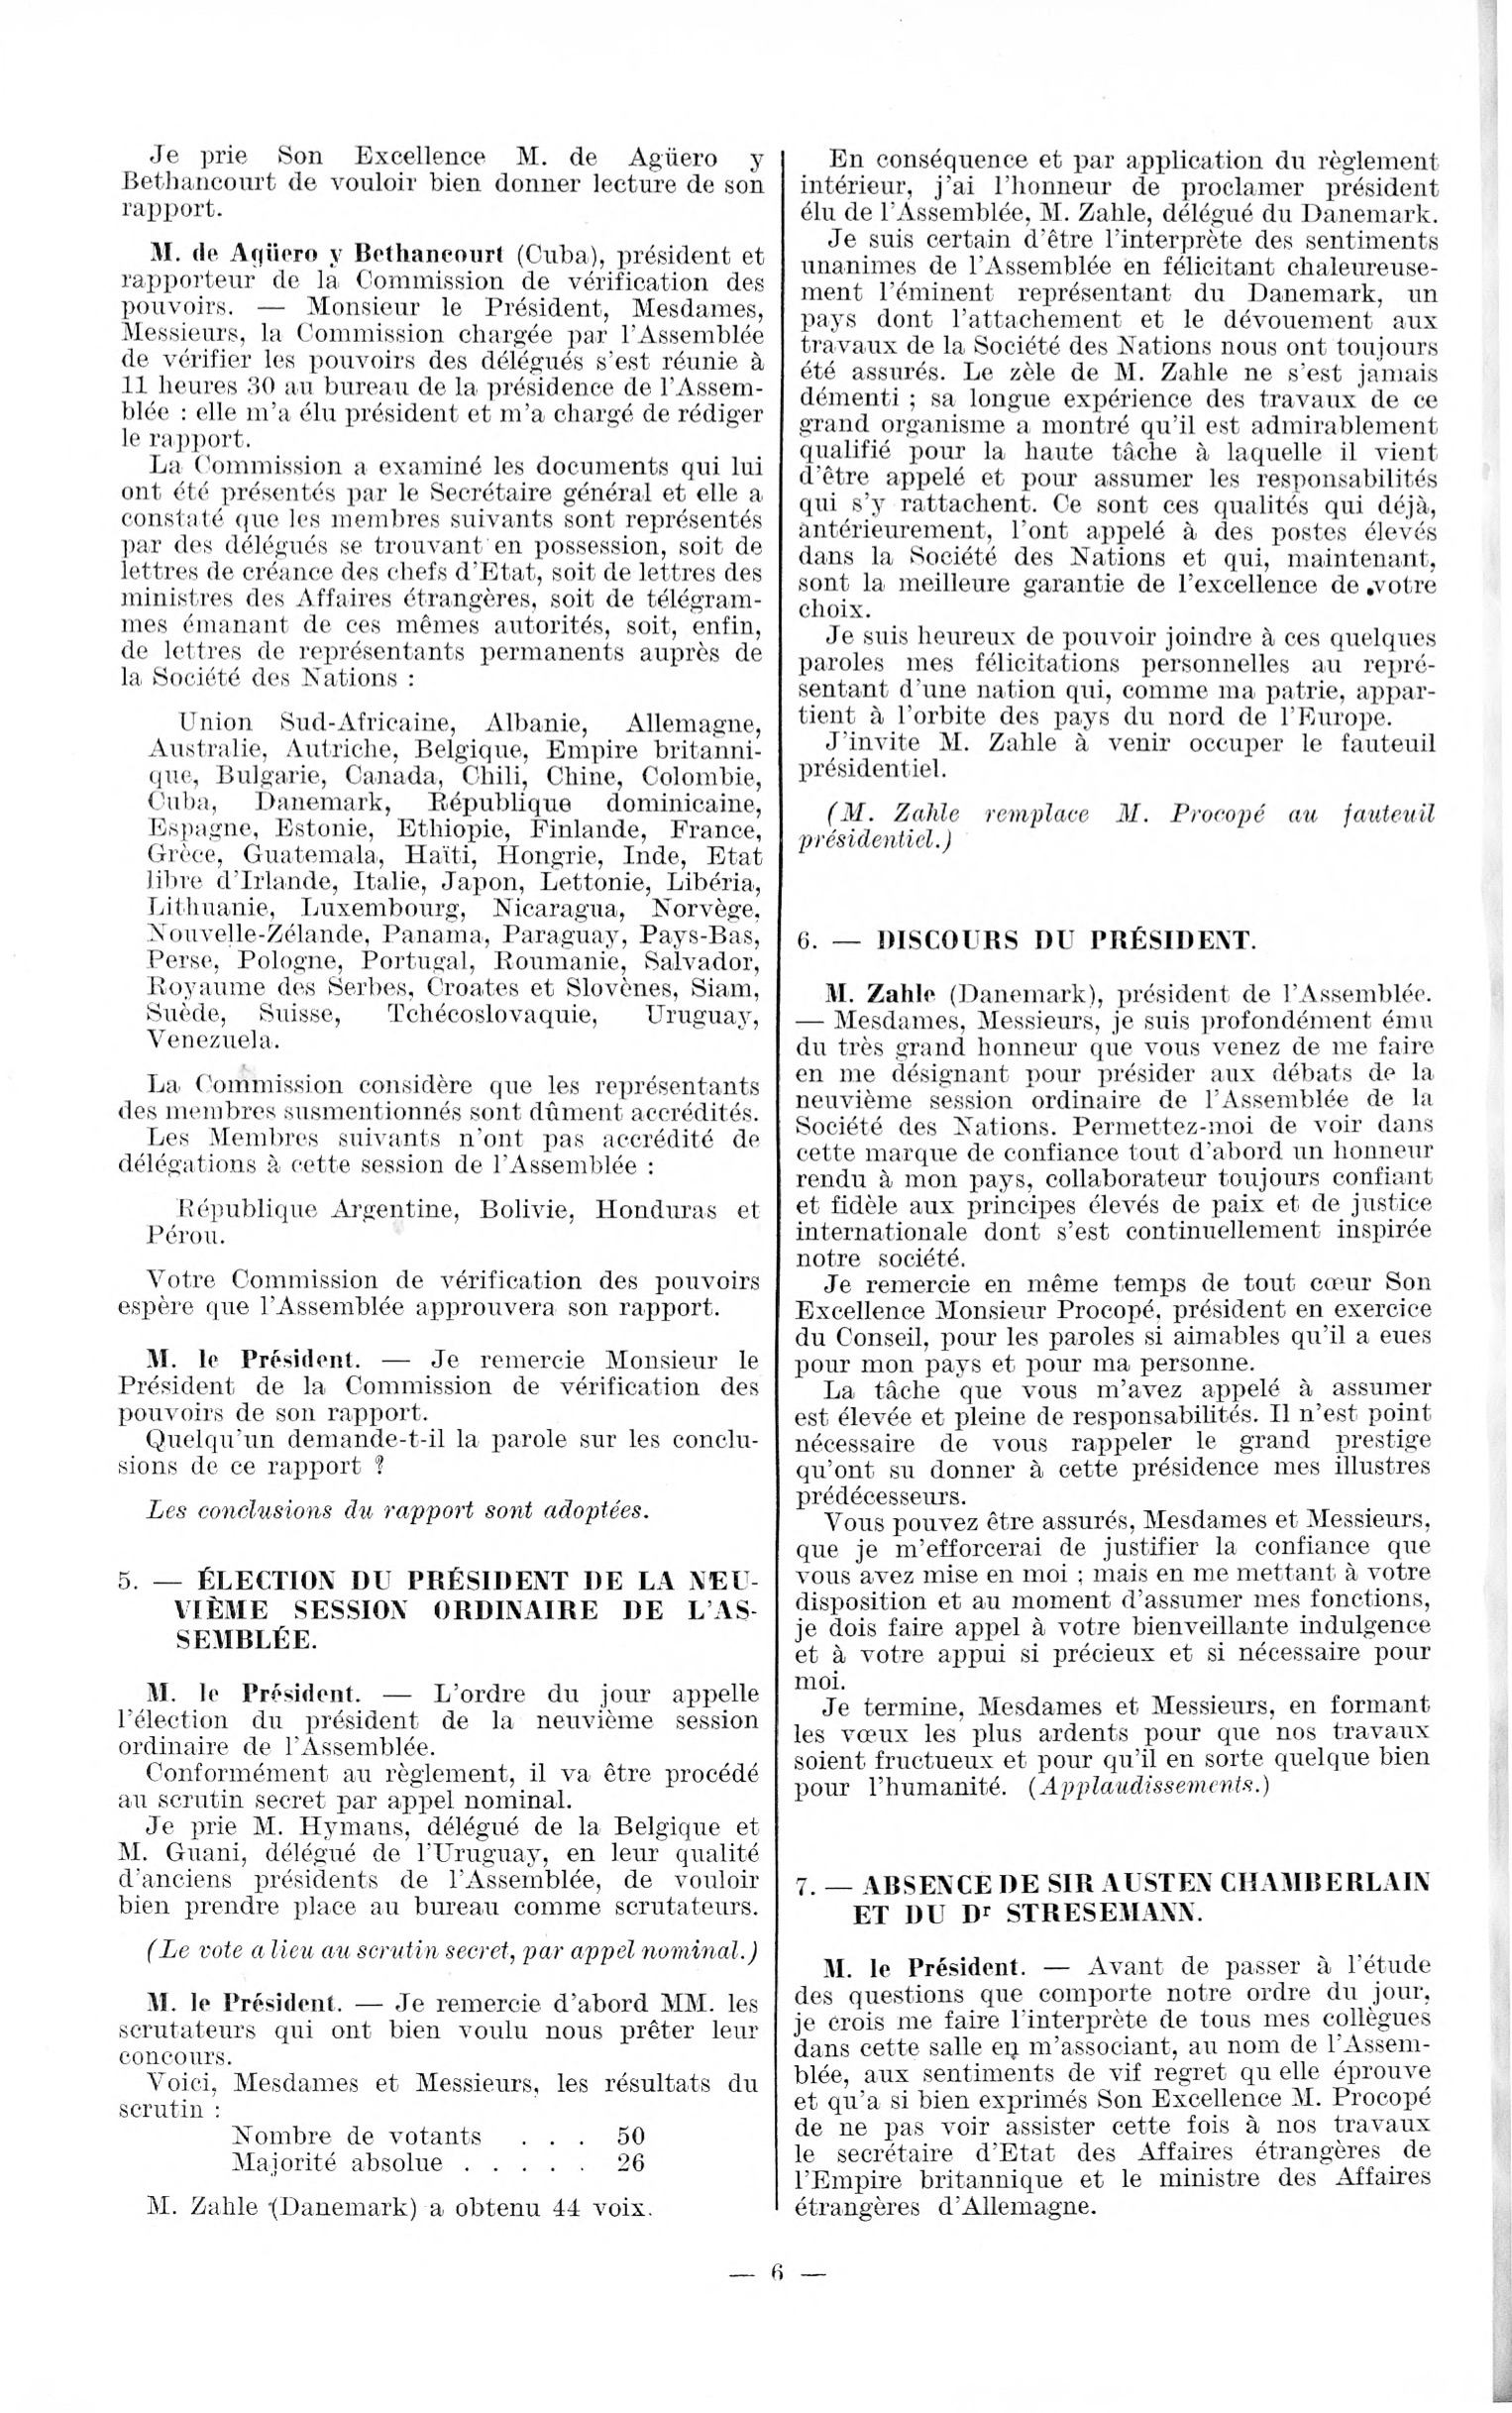 Je prie Son Excellence M. de Agüero y
Bethancourt de vouloir bien donner lecture de son
rapport.
M. de Agüero y Bethancourt (Cuba), président et
rapporteur de la Commission de vérification des
pouvoirs. — Monsieur le Président, Mesdames,
Messieurs, la Commission chargée par l'Assemblée
de vérifier les pouvoirs des délégués s'est réunie à
11 heures 30 au bureau de la présidence de l'Assem-
blée : elle m'a élu président et m'a chargé de rédiger
le rapport.
La Commission a examiné les documents qui lui
ont été présentés par le Secrétaire général et elle a
constaté que les membres suivants sont représentés
par des délégués se trouvant en possession, soit de
lettres de créance des chefs d'Etat, soit de lettres des
ministres des Affaires étrangères, soit de télégram-
mes émanant de ces mêmes autorités, soit, enfin,
de lettres de représentants permanents auprès de
la Société des Nations :
Union Sud-Africaine, Albanie, Allemagne,
Australie, Autriche, Belgique, Empire britanni-
que, Bulgarie, Canada, Chili, Chine, Colombie,
Cuba, Danemark, République dominicaine,
Espagne, Estonie, Ethiopie, Finlande, France,
Grèce, Guatemala, Haïti, Hongrie, Inde, Etat
libre d'Irlande, Italie, Japon, Lettonie, Libéria,
Lithuanie, Luxembourg, Nicaragua, Norvège,
Nouvelle-Zélande, Panama, Paraguay, Pays-Bas,
Perse, Pologne, Portugal, Roumanie, Salvador,
Royaume des Serbes, Croates et Slovènes, Siam,
Suède, Suisse, Tchécoslovaquie, Uruguay,
Venezuela.
La Commission considère que les représentants
des membres susmentionnés sont dûment accrédités.
Les Membres suivants n'ont pas accrédité de
délégations à cette session de l'Assemblée :
République Argentine, Bolivie, Honduras et
Pérou.
Votre Commission de vérification des pouvoirs
espère que l'Assemblée approuvera son rapport.
M. le Président. — Je remercie Monsieur le
Président de la Commission de vérification des
pouvoirs de son rapport.
Quelqu'un demande-t-il la parole sur les conclu-
sions de ce rapport ?
Les conclusions du rapport sont adoptées.
5. — ÉLECTION DU PRÉSIDENT DE LA NEU-
VIÈME SESSION ORDINAIRE DE L'AS-
SEMBLÉE.
M. le Président. — L'ordre du jour appelle
l'élection du président de la neuvième session
ordinaire de l'Assemblée.
Conformément au règlement, il va être procédé
au scrutin secret par appel nominal.
Je prie M. Hymans, délégué de la Belgique et
M. Guani, délégué de l'Uruguay, en leur qualité
d'anciens présidents de l'Assemblée, de vouloir
bien prendre place au bureau comme scrutateurs.
(Le vote a lieu au scrutin secret, par appel nominal.)
M. le Président. — Je remercie d'abord MM. les
scrutateurs qui ont bien voulu nous prêter leur
concours.
Voici, Mesdames et Messieurs, les résultats du
scrutin :
Nombre de votants . . . 50
Majorité absolue . . . . . 26
M. Zahle (Danemark) a obtenu 44 voix.
En conséquence et par application du règlement
intérieur, j'ai l'honneur de proclamer président
élu de l'Assemblée, M. Zahle, délégué du Danemark.
Je suis certain d'être l'interprète des sentiments
unanimes de l'Assemblée en félicitant chaleureuse-
ment l'éminent représentant du Danemark, un
pays dont l'attachement et le dévouement aux
travaux de la Société des Nations nous ont toujours
été assurés. Le zèle de M. Zahle ne s'est jamais
démenti ; sa longue expérience des travaux de ce
grand organisme a montré qu'il est admirablement
qualifié pour la haute tâche à laquelle il vient
d'être appelé et pour assumer les responsabilités
qui s'y rattachent. Ce sont ces qualités qui déjà,
antérieurement, l'ont appelé à des postes élevés
dans la Société des Nations et qui, maintenant,
sont la meilleure garantie de l'excellence de votre
choix.
Je suis heureux de pouvoir joindre à ces quelques
paroles mes félicitations personnelles au repré-
sentant d'une nation qui, comme ma patrie, appar-
tient à l'orbite des pays du nord de l'Europe.
J'invite M. Zahle à venir occuper le fauteuil
présidentiel.
(M. Zahle remplace M. Procopé au fauteuil
présidentiel.)
6. — DISCOURS DU PRÉSIDENT.
M. Zahle (Danemark), président de l'Assemblée.
— Mesdames, Messieurs, je suis profondément ému
du très grand honneur que vous venez de me faire
en me désignant pour présider aux débats de la
neuvième session ordinaire de l'Assemblée de la
Société des Nations. Permettez-moi de voir dans
cette marque de confiance tout d'abord un honneur
rendu à mon pays, collaborateur toujours confiant
et fidèle aux principes élevés de paix et de justice
internationale dont s'est continuellement inspirée
notre société.
Je remercie en même temps de tout cœur Son
Excellence Monsieur Procopé, président en exercice
du Conseil, pour les paroles si aimables qu'il a eues
pour mon pays et pour ma personne.
La tâche que vous m'avez appelé à assumer
est élevée et pleine de responsabilités. Il n'est point
nécessaire de vous rappeler le grand prestige
qu'ont su donner à cette présidence mes illustres
prédécesseurs.
Vous pouvez être assurés, Mesdames et Messieurs,
que je m'efforcerai de justifier la confiance que
vous avez mise en moi ; mais en me mettant à votre
disposition et au moment d'assumer mes fonctions,
je dois faire appel à votre bienveillante indulgence
et à votre appui si précieux et si nécessaire pour
moi.
Je termine, Mesdames et Messieurs, en formant
les vœux les plus ardents pour que nos travaux
soient fructueux et pour qu'il en sorte quelque bien
pour l'humanité. (Applaudissements.)
7. — ABSENCE DE SIR AUSTEN CHAMBERLAIN
ET DU Dr STRESEMANN.
M. le Président. — Avant de passer à l'étude
des questions que comporte notre ordre du jour,
je crois me faire l'interprète de tous mes collègues
dans cette salle en m'associant, au nom de l'Assem-
blée, aux sentiments de vif regret qu elle éprouve
et qu'a si bien exprimés Son Excellence M. Procopé
de ne pas voir assister cette fois à nos travaux
le secrétaire d'Etat des Affaires étrangères de
l'Empire britannique et le ministre des Affaires
étrangères d'Allemagne.
— 6 —